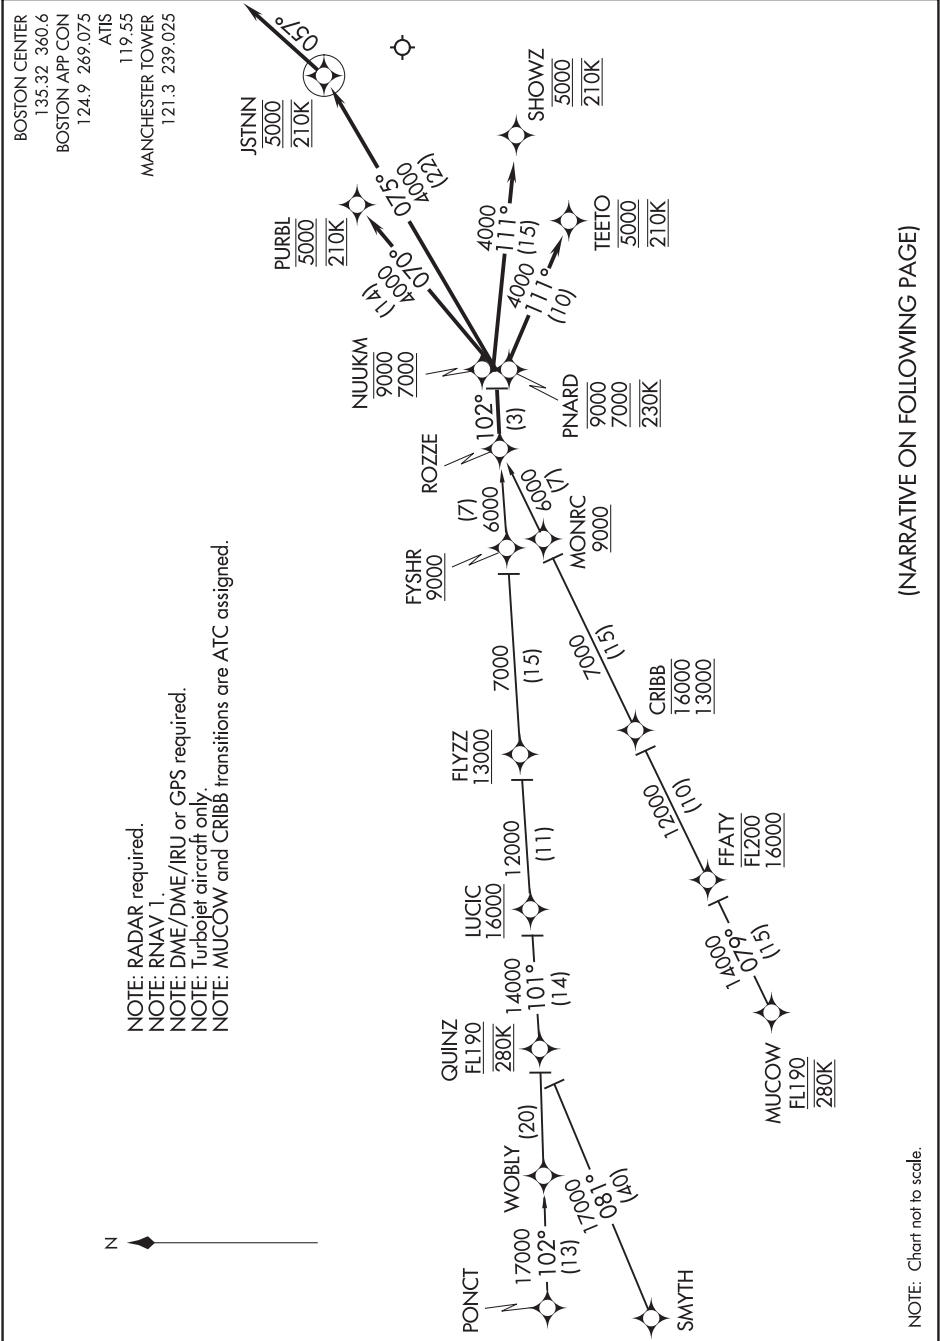 BOSTON CENTER
135.32 360.6
BOSTON APP CON
124.9 269.075
ATIS
119.55
MANCHESTER TOWER
121.3 239.025
NOTE: RADAR required.
NOTE: RNAV 1.
NOTE: DME/DME/IRU or GPS required.
NOTE: Turbojet aircraft only.
NOTE: MUCOW and CRIBB transitions are ATC assigned.
N
PONCT
17000
102°
(13)
WOBLY
(20)
SMYTH
17000
081°
(40)
QUINZ
FL190
280K
14000
101°
(14)
LUCIC
16000
12000
(11)
FLYZZ
13000
7000
(15)
FYSHR
9000
(7)
6000
MUCOW
FL190
280K
14000
079°
(15)
FFATY
FL200
16000
12000
(10)
CRIBB
16000
13000
7000
(15)
MONRC
9000
6000
(7)
ROZZE
102°
(3)
NUUKM
9000
7000
PNARD
9000
7000
230K
(14)
4000
070°
PURBL
5000
210K
075°
4000
(22)
JSTNN
5000
210K
057°
4000
111°
(15)
SHOWZ
5000
210K
4000
111°
(10)
TEETO
5000
210K
(NARRATIVE ON FOLLOWING PAGE)
NOTE: Chart not to scale.